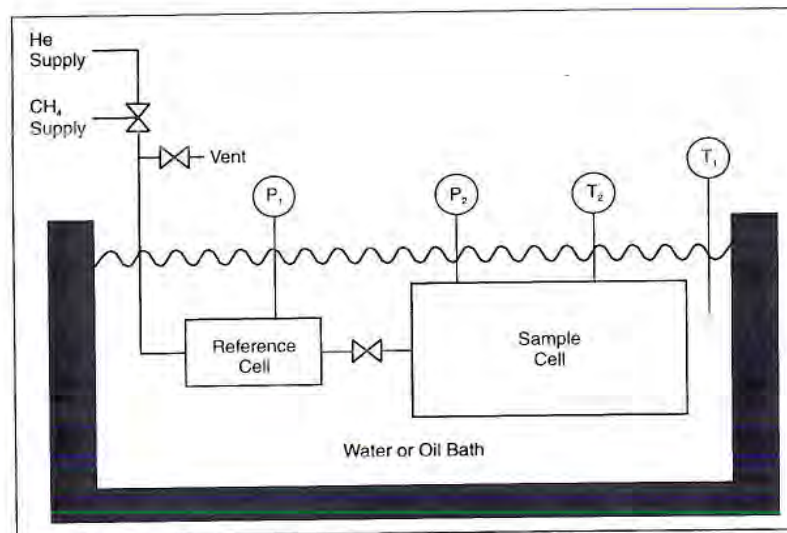 He
Supply
CH₄
Supply
Vent
P₁
P₂
T₂
T₁
Reference
Cell
Sample
Cell
Water or Oil Bath